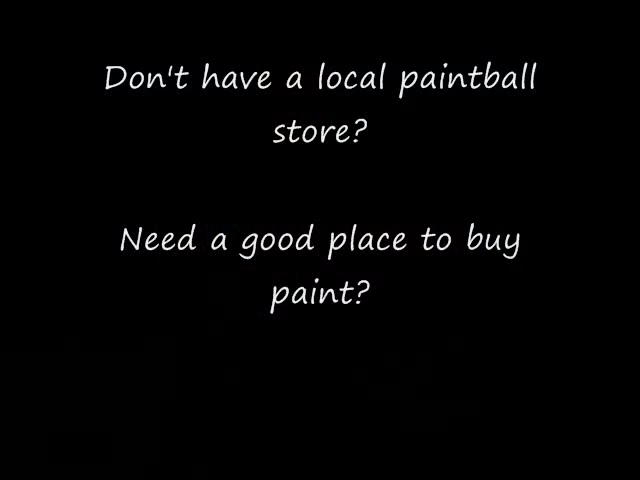 Don't have a local paintball
store?
Need a good place to buy
paint?